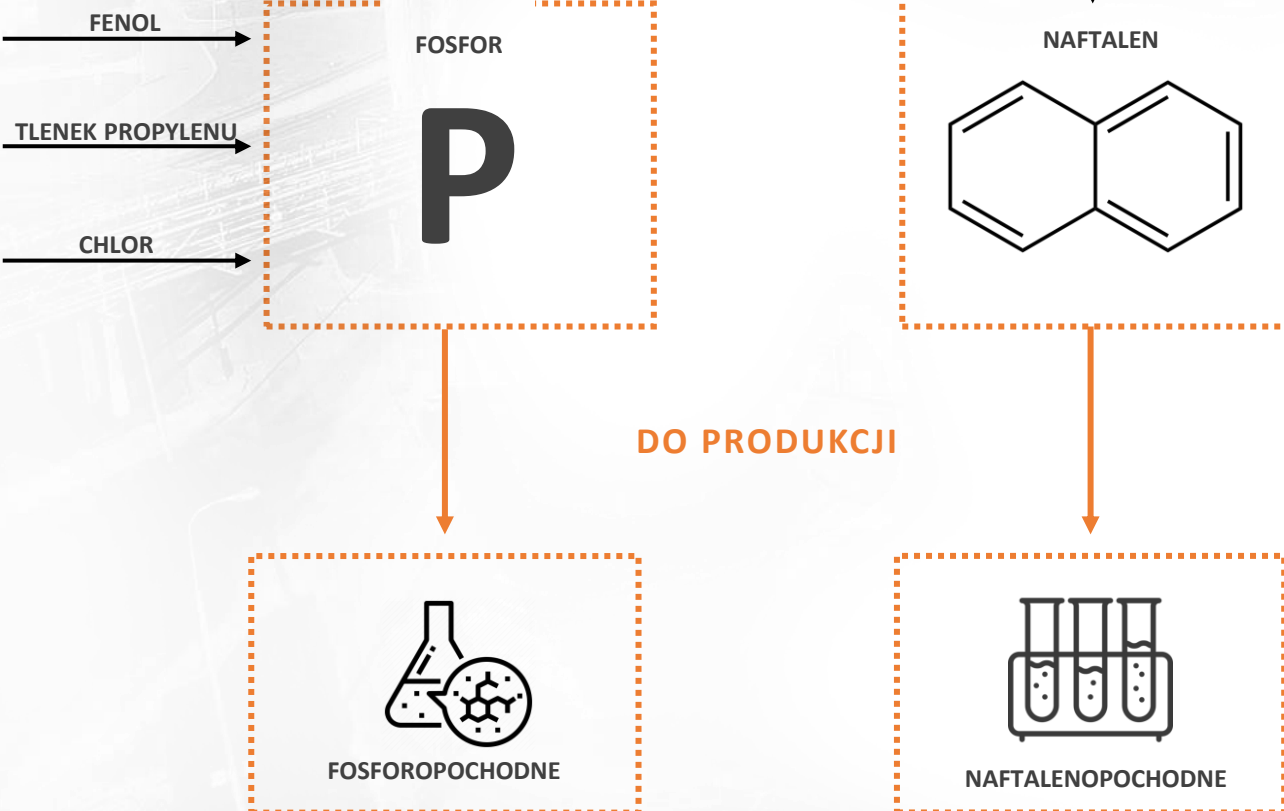 FENOL
FOSFOR
NAFTALEN
TLENEK PROPYLENU
P
CHLOR
DO PRODUKCJI
FOSFOROPOCHODNE
NAFTALENOPOCHODNE